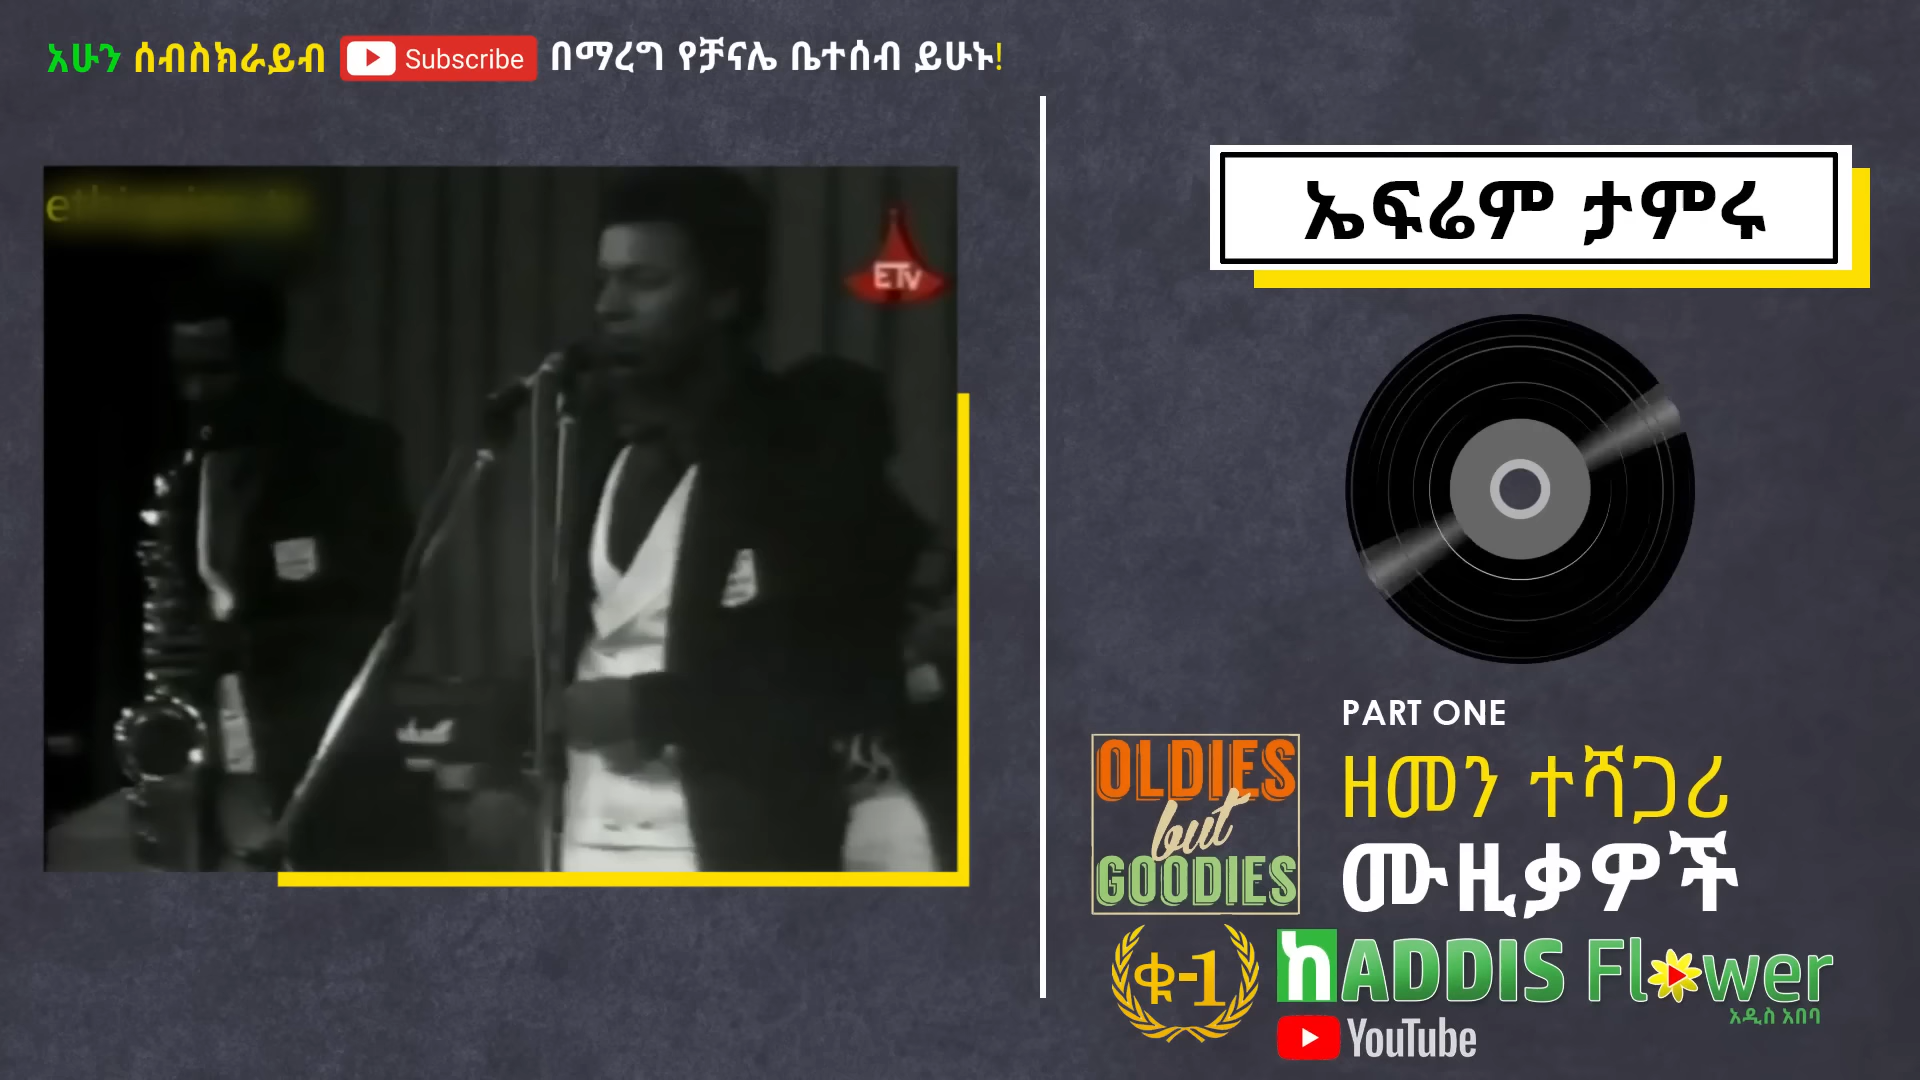 አሁን ሰብስክራይብ Subscribe በማረግ የቻናሌ ቤተሰብ ይሁኑ!
ETV
ኤፍሬም ታምሩ
PART ONE
ዘመን ተሻጋሪ
ሙዚቃዎች
OLDIES
but
GOODIES
ቁ-1
ከADDIS Flower
አዲስ አበባ
YouTube